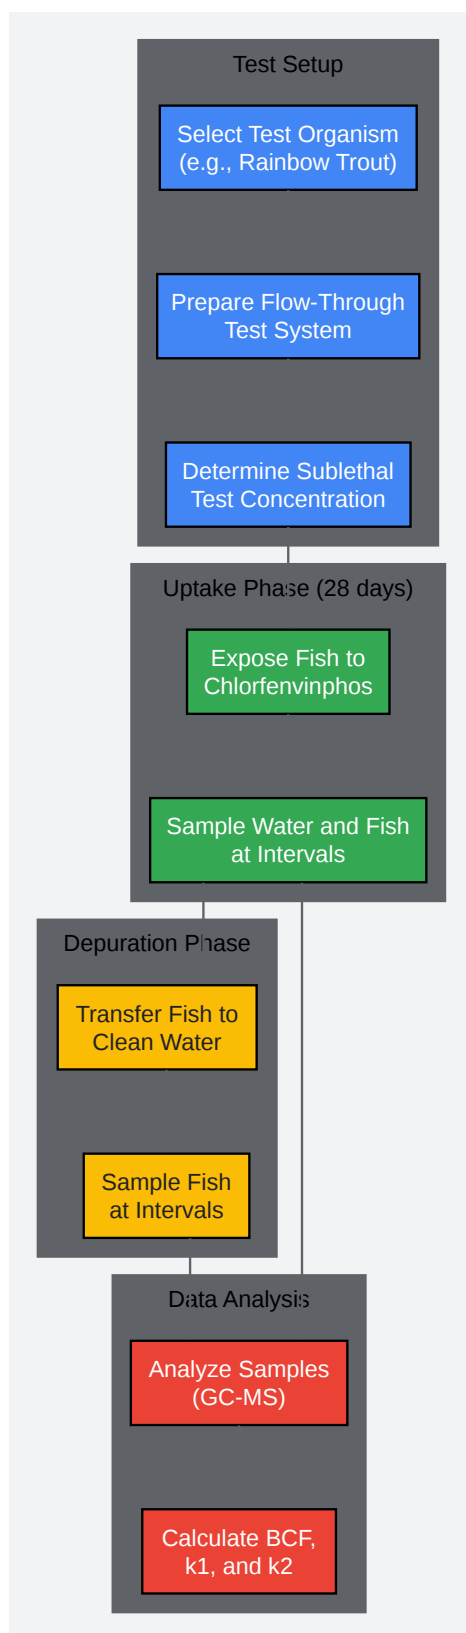 Test Setup
Select Test Organism
(e.g., Rainbow Trout)
Prepare Flow-Through
Test System
Determine Sublethal
Test Concentration
Uptake Phase (28 days)
Expose Fish to
Chlorfenvinphos
Sample Water and Fish
at Intervals
Depuration Phase
Transfer Fish to
Clean Water
Sample Fish
at Intervals
Data Analysis
Analyze Samples
(GC-MS)
Calculate BCF,
k1, and k2